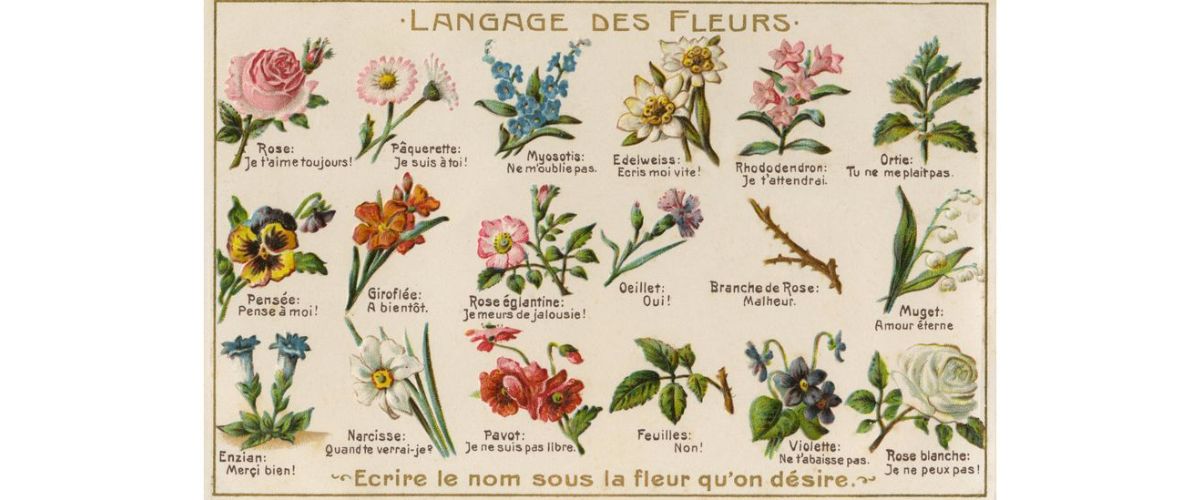 · LANGAGE DES FLEURS ·
Rose:
Je t'aime toujours!
Pâquerette:
Je suis à toi!
Myosotis:
Ne m'oublie pas.
Edelweiss:
Ecris moi vite!
Rhododendron:
Je t'attendrai.
Ortie:
Tu ne me plait pas.
Pensée:
Pense à moi!
Giroflée:
A bientôt.
Rose églantine:
Je meurs de jalousie!
Oeillet:
Oui!
Branche de Rose:
Malheur.
Muget:
Amour éterne
Enzian:
Merçi bien!
Narcisse:
Quand te verrai-je?
Pavot:
Je ne suis pas libre.
Feuilles:
Non!
Violette:
Ne t'abaisse pas.
Rose blanche:
Je ne peux pas!
Ecrire le nom sous la fleur qu'on désire.